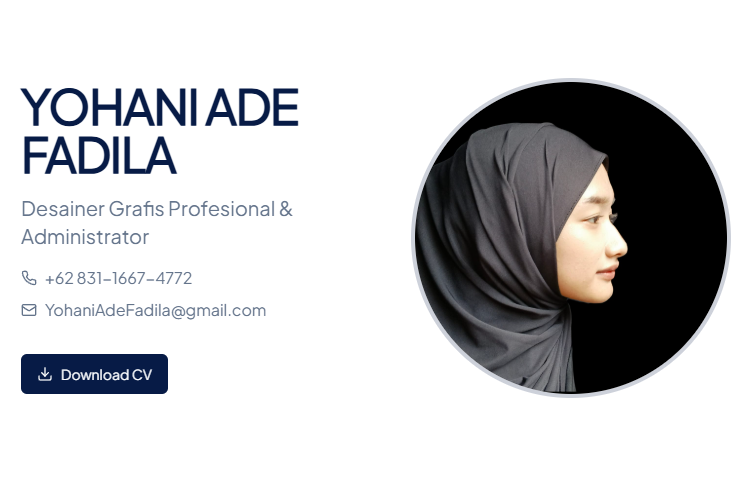 YOHANI ADE
FADILA
Desainer Grafis Profesional &
Administrator
+62 831-1667-4772
YohaniAdeFadila@gmail.com
Download CV